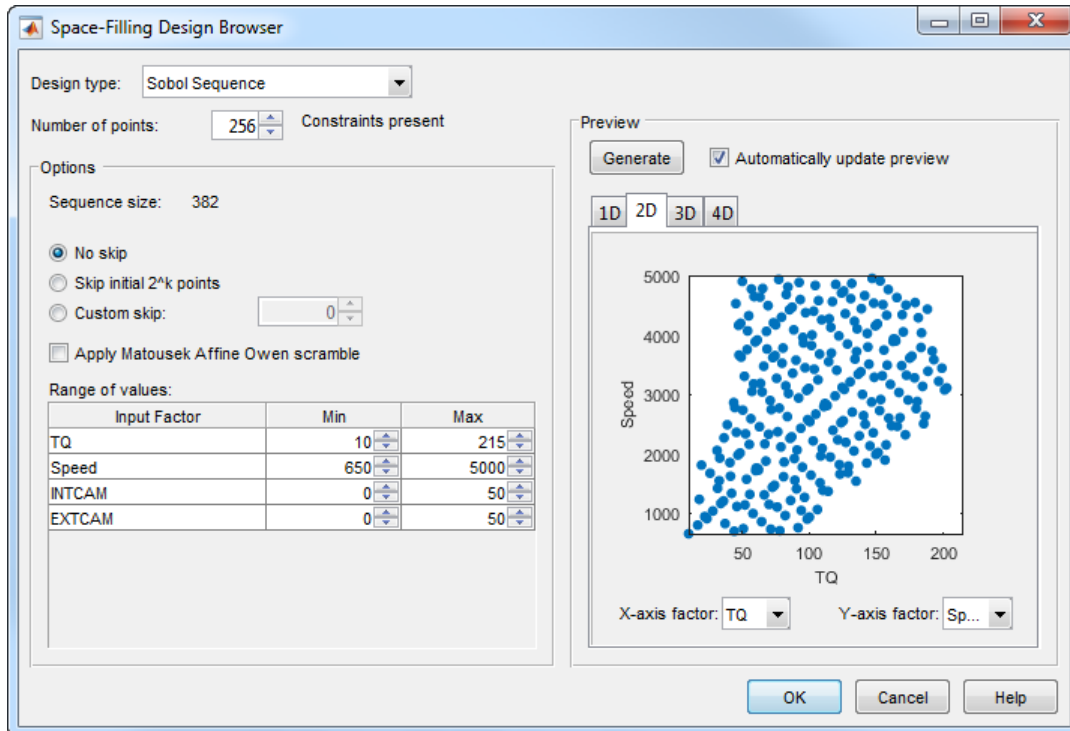 Space-Filling Design Browser
Design type: Sobol Sequence
Number of points: 256 Constraints present
Options
Sequence size: 382
No skip
Skip initial 2^k points
Custom skip: 0
Apply Matousek Affine Owen scramble
Range of values:
Input Factor Min Max
TQ 10 215
Speed 650 5000
INTCAM 0 50
EXTCAM 0 50
Preview
Generate Automatically update preview
1D 2D 3D 4D
5000
4000
3000
2000
1000
Speed
50 100 150 200
TQ
X-axis factor: TQ Y-axis factor: Sp...
OK Cancel Help